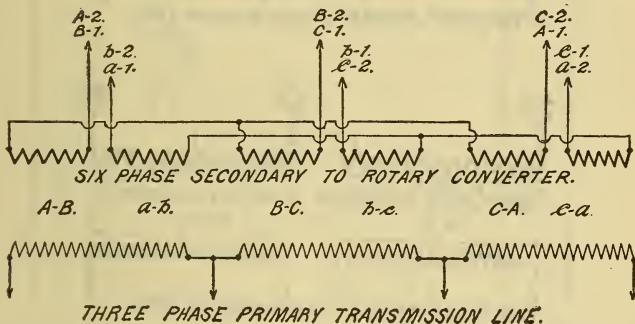 A-2.
B-1.
b-2.
a-1.
B-2.
C-1.
b-1.
c-2.
C-2.
A-1.
c-1.
a-2.
SIX PHASE SECONDARY TO ROTARY CONVERTER.
A-B. a-b. B-C. b-c. C-A. c-a.
THREE PHASE PRIMARY TRANSMISSION LINE.